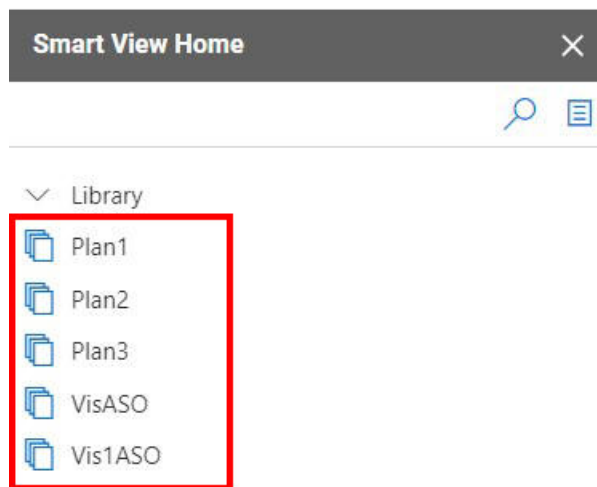 Smart View Home
Library
Plan1
Plan2
Plan3
VisASO
Vis1ASO